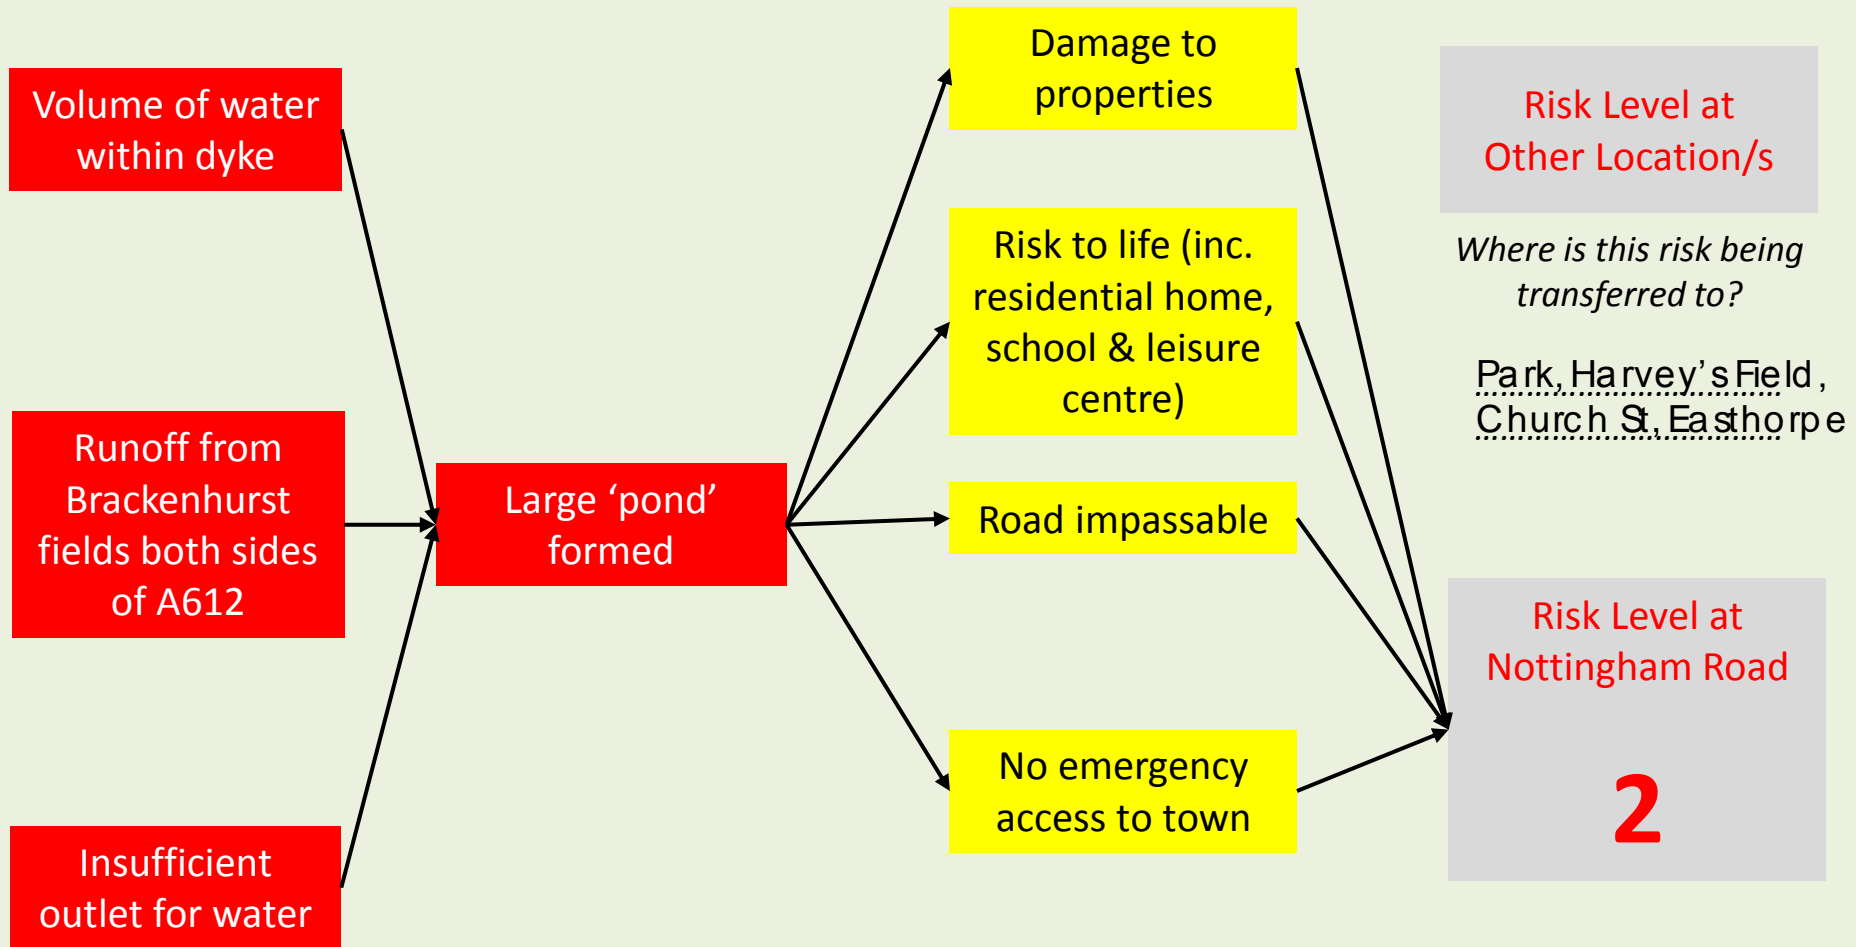 Volume of water
within dyke
Runoff from
Brackenhurst
fields both sides
of A612
Insufficient
outlet for water
Large ‘pond’
formed
Damage to
properties
Risk to life (inc.
residential home,
school & leisure
centre)
Road impassable
No emergency
access to town
Risk Level at
Other Location/s
Where is this risk being
transferred to?
Park, Harvey’s Field,
Church St, Easthorpe
Risk Level at
Nottingham Road
2